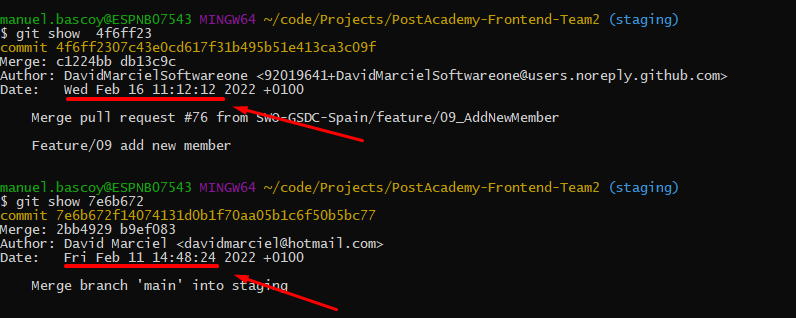 manuel.bascoy@ESPNB07543 MINGW64 ~/code/Projects/PostAcademy-Frontend-Team2 (staging)
$ git show  4f6ff23
commit 4f6ff2307c43e0cd617f31b495b51e413ca3c09f
Merge: c1224bb db13c9c
Author: DavidMarcielSoftwareone <92019641+DavidMarcielSoftwareone@users.noreply.github.com>
Date:   Wed Feb 16 11:12:12 2022 +0100
    Merge pull request #76 from SWO-GSDC-Spain/feature/09_AddNewMember
    Feature/09 add new member
manuel.bascoy@ESPNB07543 MINGW64 ~/code/Projects/PostAcademy-Frontend-Team2 (staging)
$ git show 7e6b672
commit 7e6b672f14074131d0b1f70aa05b1c6f50b5bc77
Merge: 2bb4929 b9ef083
Author: David Marciel <davidmarciel@hotmail.com>
Date:   Fri Feb 11 14:48:24 2022 +0100
    Merge branch 'main' into staging